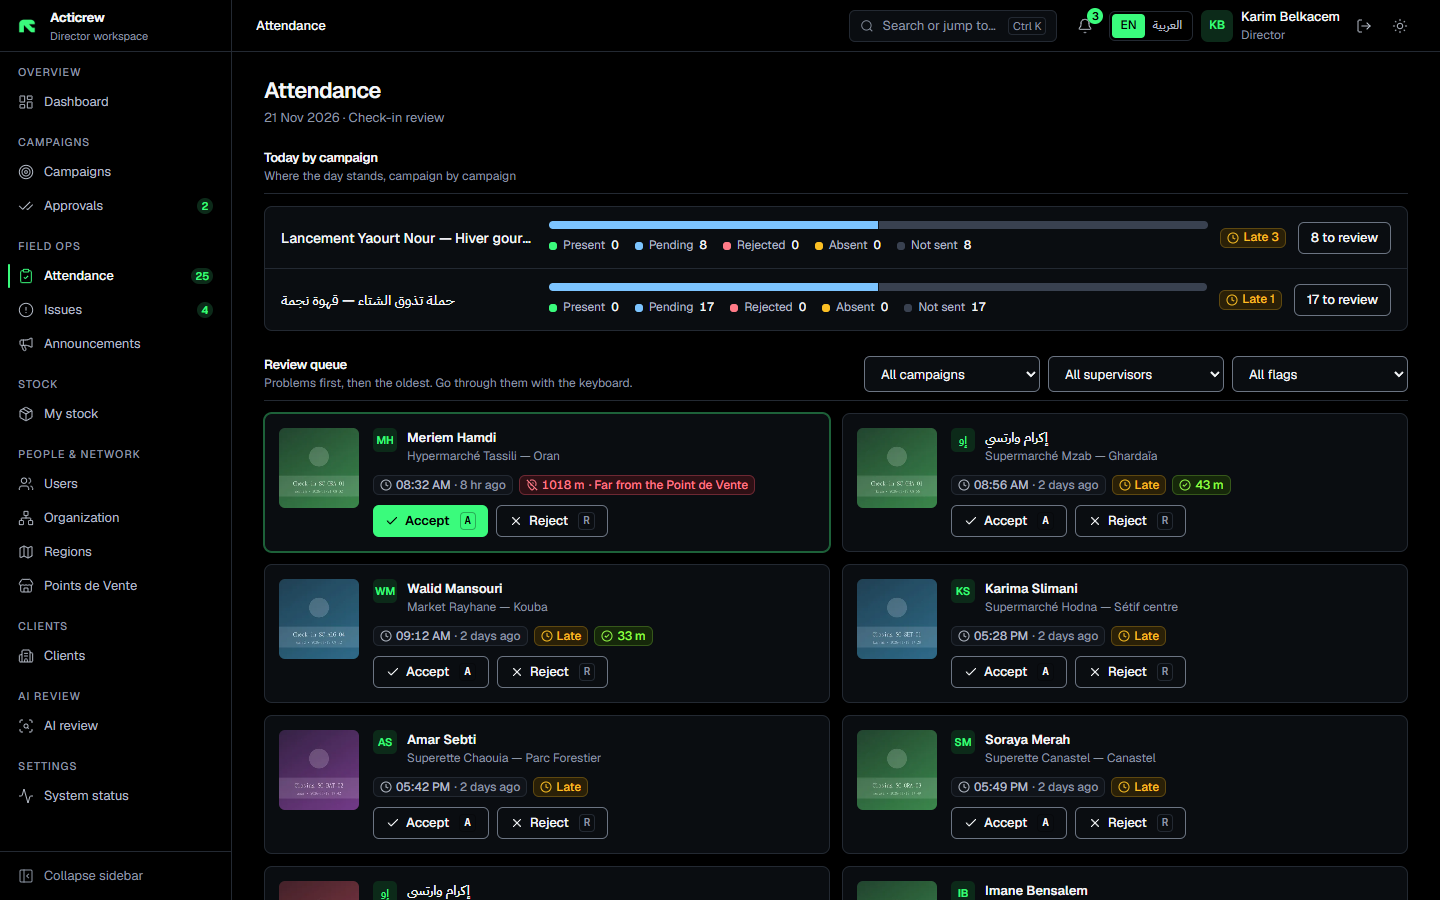 Acticrew
Director workspace
Attendance
Search or jump to...
Ctrl K
3
EN
العربية
KB
Karim Belkacem
Director
OVERVIEW
Dashboard
CAMPAIGNS
Campaigns
Approvals
2
FIELD OPS
Attendance
25
Issues
4
Announcements
STOCK
My stock
PEOPLE & NETWORK
Users
Organization
Regions
Points de Vente
CLIENTS
Clients
AI REVIEW
AI review
SETTINGS
System status
Collapse sidebar
Attendance
21 Nov 2026 · Check-in review
Today by campaign
Where the day stands, campaign by campaign
Lancement Yaourt Nour — Hiver gour...
Present 0 Pending 8 Rejected 0 Absent 0 Not sent 8
Late 3
8 to review
حملة تذوق الشتاء — قهوة نجمة
Present 0 Pending 17 Rejected 0 Absent 0 Not sent 17
Late 1
17 to review
Review queue
Problems first, then the oldest. Go through them with the keyboard.
All campaigns
All supervisors
All flags
MH
Meriem Hamdi
Hypermarché Tassili — Oran
08:32 AM · 8 hr ago
1018 m · Far from the Point de Vente
Accept A
Reject R
إو
إكرام وارتسي
Supermarché Mzab — Ghardaïa
08:56 AM · 2 days ago
Late
43 m
Accept A
Reject R
WM
Walid Mansouri
Market Rayhane — Kouba
09:12 AM · 2 days ago
Late
33 m
Accept A
Reject R
KS
Karima Slimani
Supermarché Hodna — Sétif centre
05:28 PM · 2 days ago
Late
Accept A
Reject R
AS
Amar Sebti
Superette Chaouia — Parc Forestier
05:42 PM · 2 days ago
Late
Accept A
Reject R
SM
Soraya Merah
Superette Canastel — Canastel
05:49 PM · 2 days ago
Late
Accept A
Reject R
إو
إكرام وارتسي
IB
Imane Bensalem